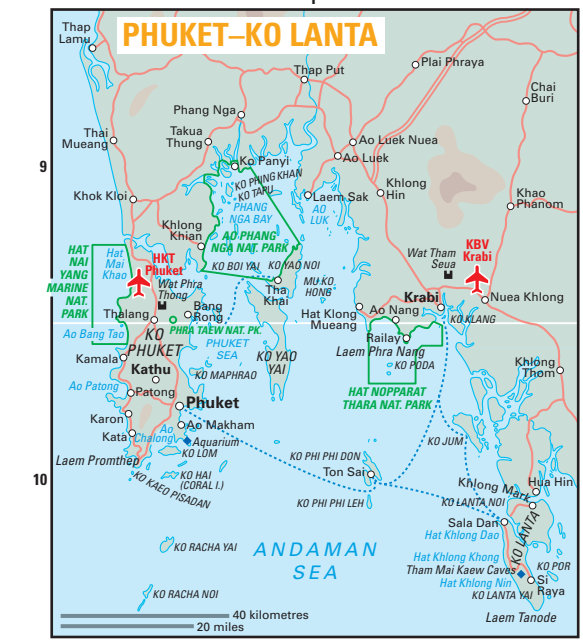 PHUKET–KO LANTA
Thap
Lamu
Thap Put
Plai Phraya
Chai
Buri
Phang Nga
Takua
Thung
Thai
Mueang
Ao Luek Nuea
Ao Luek
9
Ko Panyi
KO PHING KHAN
KO TAPU
PHANG
NGA BAY
AO PHANG
NGA NAT. PARK
Laem Sak
AO
LUK
Khlong
Hin
Khao
Phanom
Khok Kloi
Khlong
Khian
HAT
NAI
YANG
MARINE
NAT.
PARK
Hat
Mai
Khao
HKT
Phuket
Wat Phra
Thong
KO BOI YAI
KO YAO NOI
MU KO
HONG
Wat Tham
Seua
KBV
Krabi
Tha
Khai
Krabi
Nuea Khlong
Thalang
Bang
Rong
Hat Klong
Mueang
Ao Nang
KO KLANG
PHRA TAEW NAT. PK.
Ao Bang Tao
KO
PHUKET
PHUKET
SEA
Railay
Laem Phra Nang
KO PODA
Kamala
KO YAO
YAI
Khlong
Thom
Kathu
KO MAPHRAO
HAT NOPPARAT
THARA NAT. PARK
Ao Patong
Patong
Phuket
Karon
Ao Makham
Kata
Ao
Chalong
Aquarium
KO LOM
KO JUM
Laem Promthep
KO PHI PHI DON
KO HAI
(CORAL I.)
Ton Sai
10
KO KAEO PISADAN
Khlong Mark
Hua Hin
KO PHI PHI LEH
KO LANTA NOI
Sala Dan
Hat Khlong Dao
KO LANTA
KO RACHA YAI
ANDAMAN
SEA
Hat Khlong Khong
Tham Mai Kaew Caves
KO POR
Hat Khlong Nin
Si
Raya
KO RACHA NOI
KO LANTA YAI
Laem Tanode
40 kilometres
20 miles